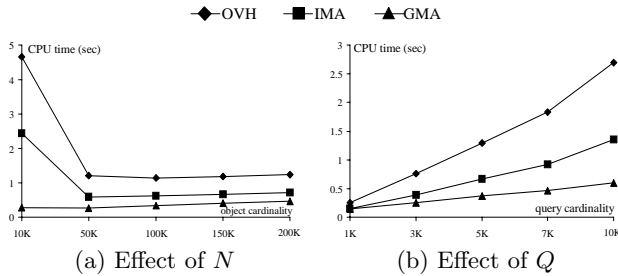 OVH IMA GMA
CPU time (sec)
5
4
3
2
1
0
10K 50K 100K 150K 200K
object cardinality
(a) Effect of N
CPU time (sec)
3
2.5
2
1.5
1
0.5
0
1K 3K 5K 7K 10K
query cardinality
(b) Effect of Q